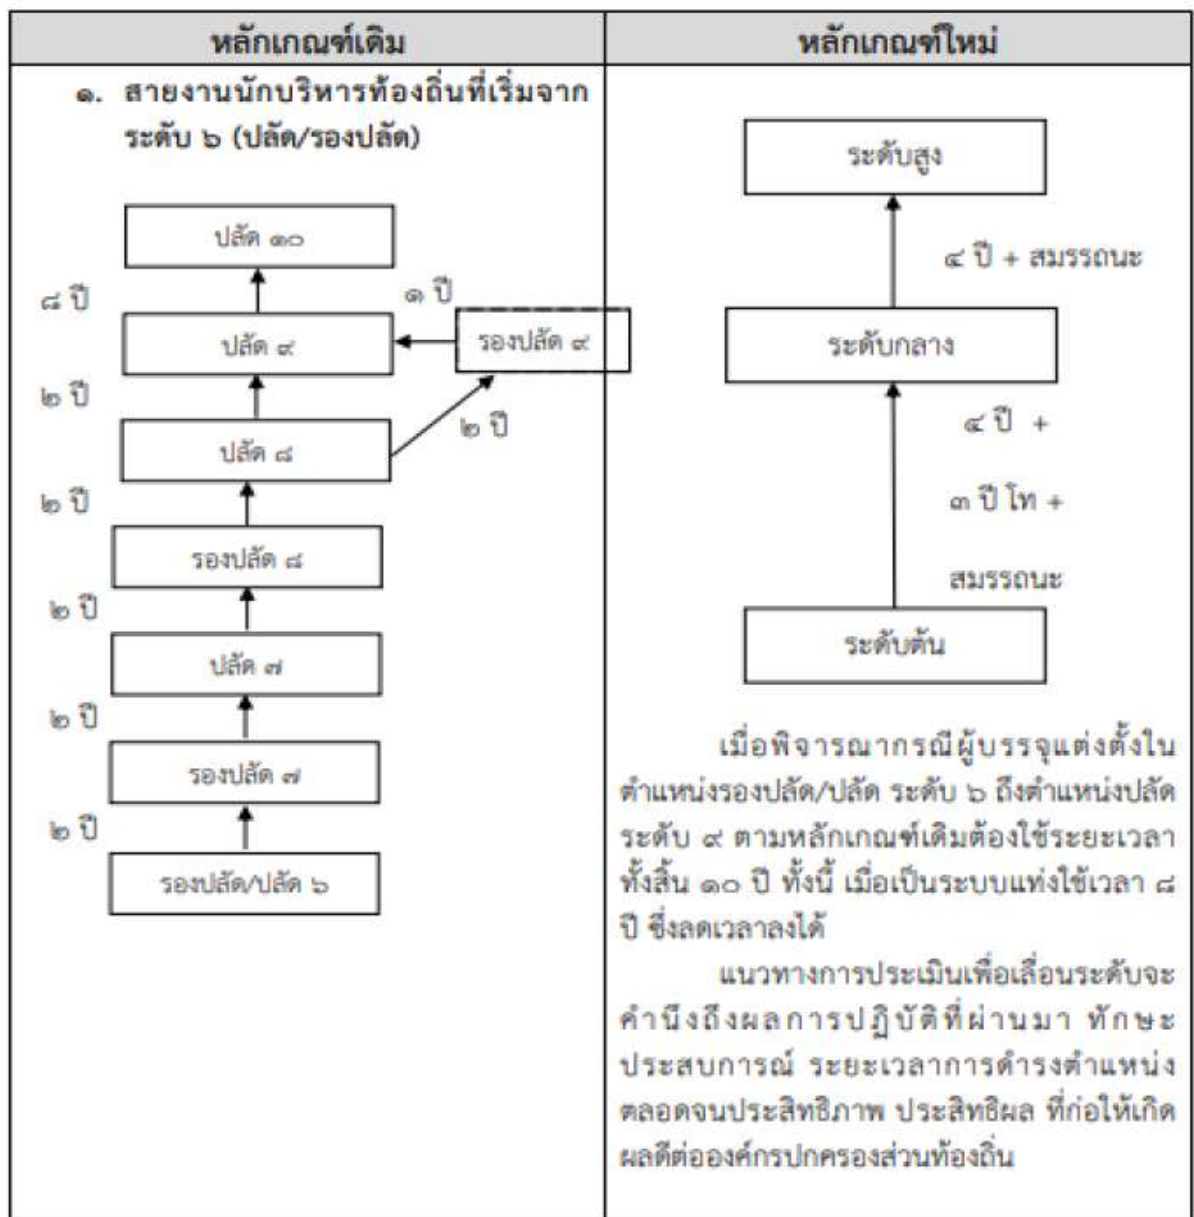 หลักเกณฑ์เดิม
หลักเกณฑ์ใหม่
๑. สายงานนักบริหารท้องถิ่นที่เริ่มจาก
ระดับ ๖ (ปลัด/รองปลัด)
ปลัด ๑๐
๘ ปี
๑ ปี
ปลัด ๙
รองปลัด ๙
๒ ปี
๒ ปี
ปลัด ๘
๒ ปี
รองปลัด ๘
๒ ปี
ปลัด ๗
๒ ปี
รองปลัด ๗
๒ ปี
รองปลัด/ปลัด ๖
ระดับสูง
๔ ปี + สมรรถนะ
ระดับกลาง
๔ ปี +
๓ ปี โท +
สมรรถนะ
ระดับต้น
เมื่อพิจารณากรณีผู้บรรจุแต่งตั้งใน
ตำแหน่งรองปลัด/ปลัด ระดับ ๖ ถึงตำแหน่งปลัด
ระดับ ๙ ตามหลักเกณฑ์เดิมต้องใช้ระยะเวลา
ทั้งสิ้น ๑๐ ปี ทั้งนี้ เมื่อเป็นระบบแท่งใช้เวลา ๘
ปี ซึ่งลดเวลาลงได้
แนวทางการประเมินเพื่อเลื่อนระดับจะ
คำนึงถึงผลการปฏิบัติที่ผ่านมา ทักษะ
ประสบการณ์ ระยะเวลาการดำรงตำแหน่ง
ตลอดจนประสิทธิภาพ ประสิทธิผล ที่ก่อให้เกิด
ผลดีต่อองค์กรปกครองส่วนท้องถิ่น